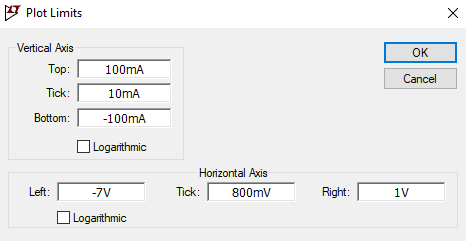 Plot Limits
Vertical Axis
Top: 100mA
Tick: 10mA
Bottom: -100mA
Logarithmic
OK
Cancel
Horizontal Axis
Left: -7V Tick: 800mV Right: 1V
Logarithmic